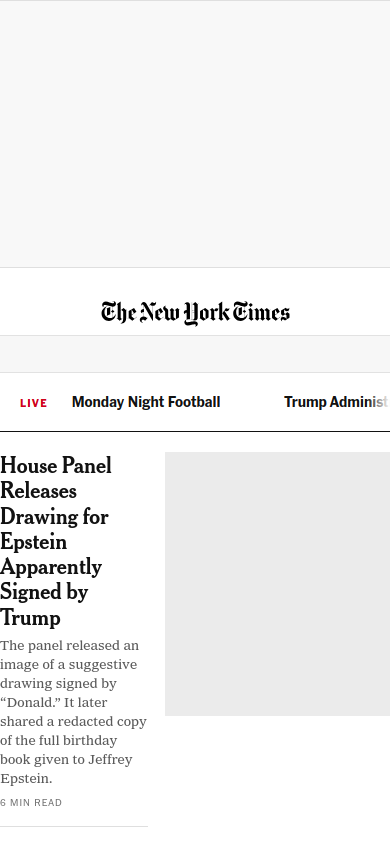 The New York Times
LIVE Monday Night Football Trump Administ
House Panel
Releases
Drawing for
Epstein
Apparently
Signed by
Trump
The panel released an
image of a suggestive
drawing signed by
“Donald.” It later
shared a redacted copy
of the full birthday
book given to Jeffrey
Epstein.
6 MIN READ